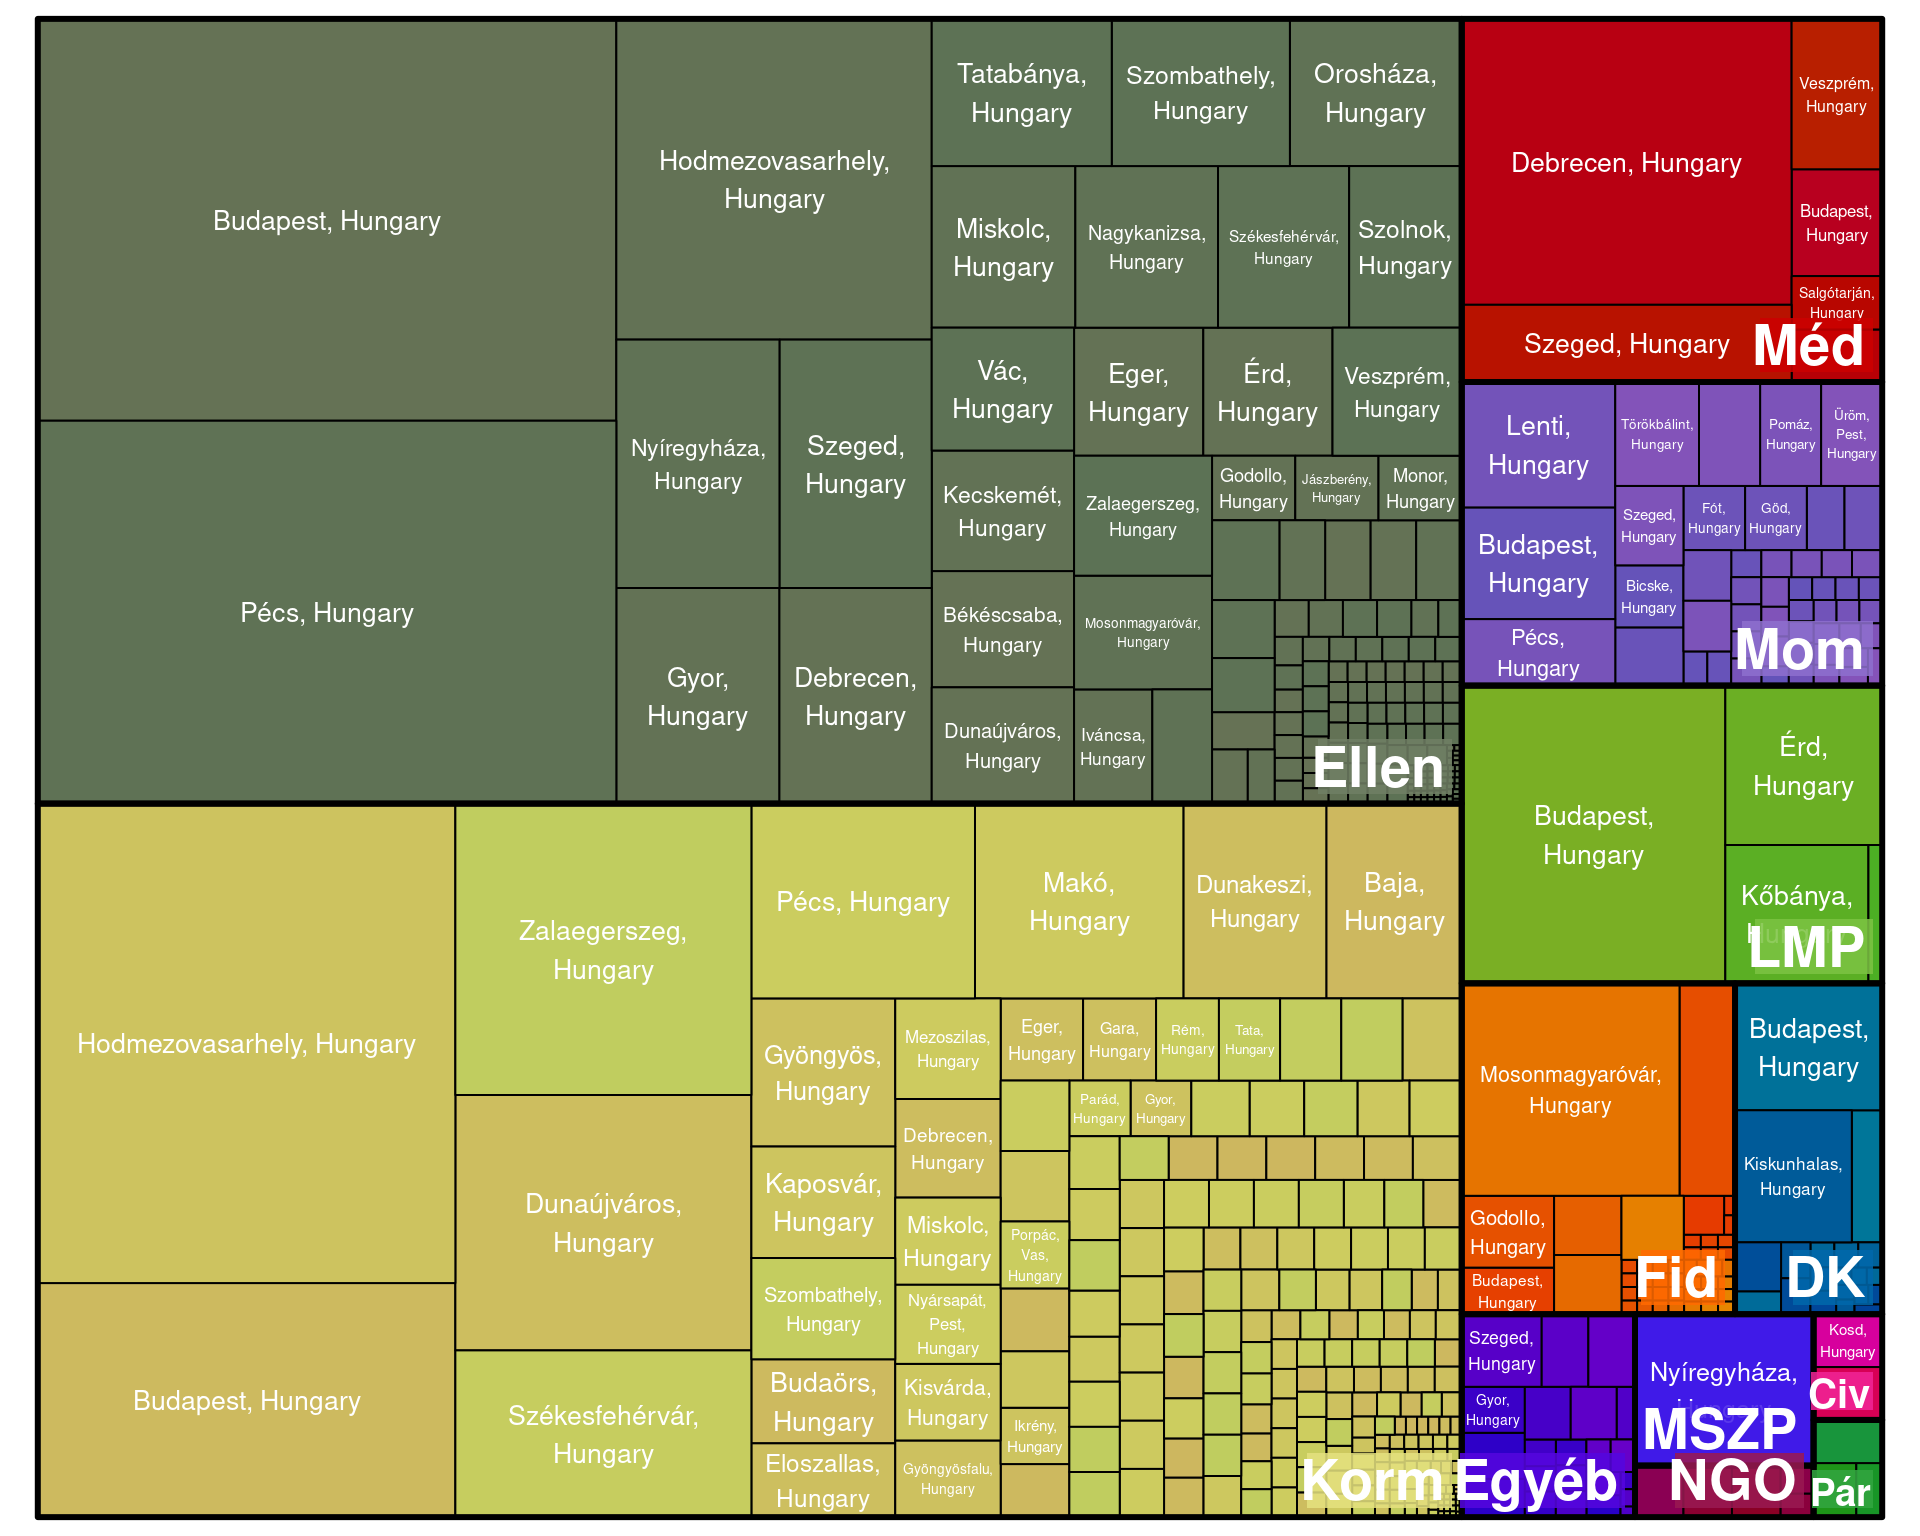 Budapest, Hungary
Pécs, Hungary
Hodmezovasarhely,
Hungary
Nyíregyháza,
Hungary
Szeged,
Hungary
Gyor,
Hungary
Debrecen,
Hungary
Tatabánya,
Hungary
Szombathely,
Hungary
Orosháza,
Hungary
Miskolc,
Hungary
Nagykanizsa,
Hungary
Székesfehérvár,
Hungary
Szolnok,
Hungary
Vác,
Hungary
Eger,
Hungary
Érd,
Hungary
Veszprém,
Hungary
Kecskemét,
Hungary
Zalaegerszeg,
Hungary
Godollo,
Hungary
Jászberény,
Hungary
Monor,
Hungary
Békéscsaba,
Hungary
Mosonmagyaróvár,
Hungary
Dunaújváros,
Hungary
Iváncsa,
Hungary
Ellen
Hodmezovasarhely, Hungary
Budapest, Hungary
Zalaegerszeg,
Hungary
Dunaújváros,
Hungary
Székesfehérvár,
Hungary
Pécs, Hungary
Makó,
Hungary
Dunakeszi,
Hungary
Baja,
Hungary
Gyöngyös,
Hungary
Kaposvár,
Hungary
Szombathely,
Hungary
Budaörs,
Hungary
Eloszallas,
Hungary
Mezoszilas,
Hungary
Debrecen,
Hungary
Miskolc,
Hungary
Nyársapát,
Pest,
Hungary
Kisvárda,
Hungary
Gyöngyösfalu,
Hungary
Eger,
Hungary
Gara,
Hungary
Rém,
Hungary
Tata,
Hungary
Parád,
Hungary
Gyor,
Hungary
Porpác,
Vas,
Hungary
Ikrény,
Hungary
Korm
Debrecen, Hungary
Szeged, Hungary
Veszprém,
Hungary
Budapest,
Hungary
Salgótarján,
Hungary
Méd
Lenti,
Hungary
Budapest,
Hungary
Pécs,
Hungary
Törökbálint,
Hungary
Pomáz,
Hungary
Üröm,
Pest,
Hungary
Szeged,
Hungary
Fót,
Hungary
Göd,
Hungary
Bicske,
Hungary
Mom
Budapest,
Hungary
Érd,
Hungary
Kőbánya,
Hungary
LMP
Mosonmagyaróvár,
Hungary
Godollo,
Hungary
Budapest,
Hungary
Fid
Budapest,
Hungary
Kiskunhalas,
Hungary
DK
Szeged,
Hungary
Gyor,
Hungary
Egyéb
Nyíregyháza,
Hungary
MSZP
NGO
Kosd,
Hungary
Civ
Pár